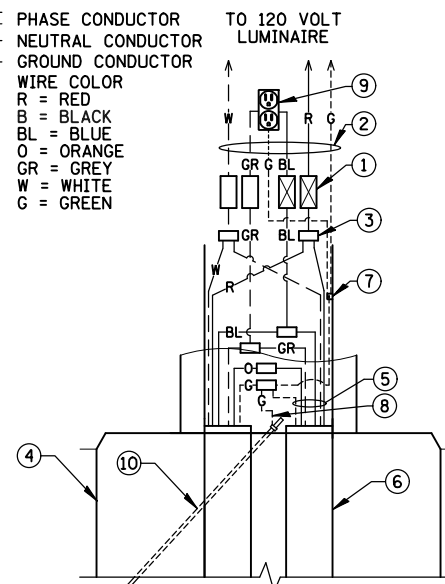 PHASE CONDUCTOR
NEUTRAL CONDUCTOR
GROUND CONDUCTOR
WIRE COLOR
R = RED
B = BLACK
BL = BLUE
O = ORANGE
GR = GREY
W = WHITE
G = GREEN
TO 120 VOLT
LUMINAIRE
9
W
R
G
2
GR
G
BL
1
GR
BL
3
W
R
7
BL
GR
O
G
5
G
8
4
10
6